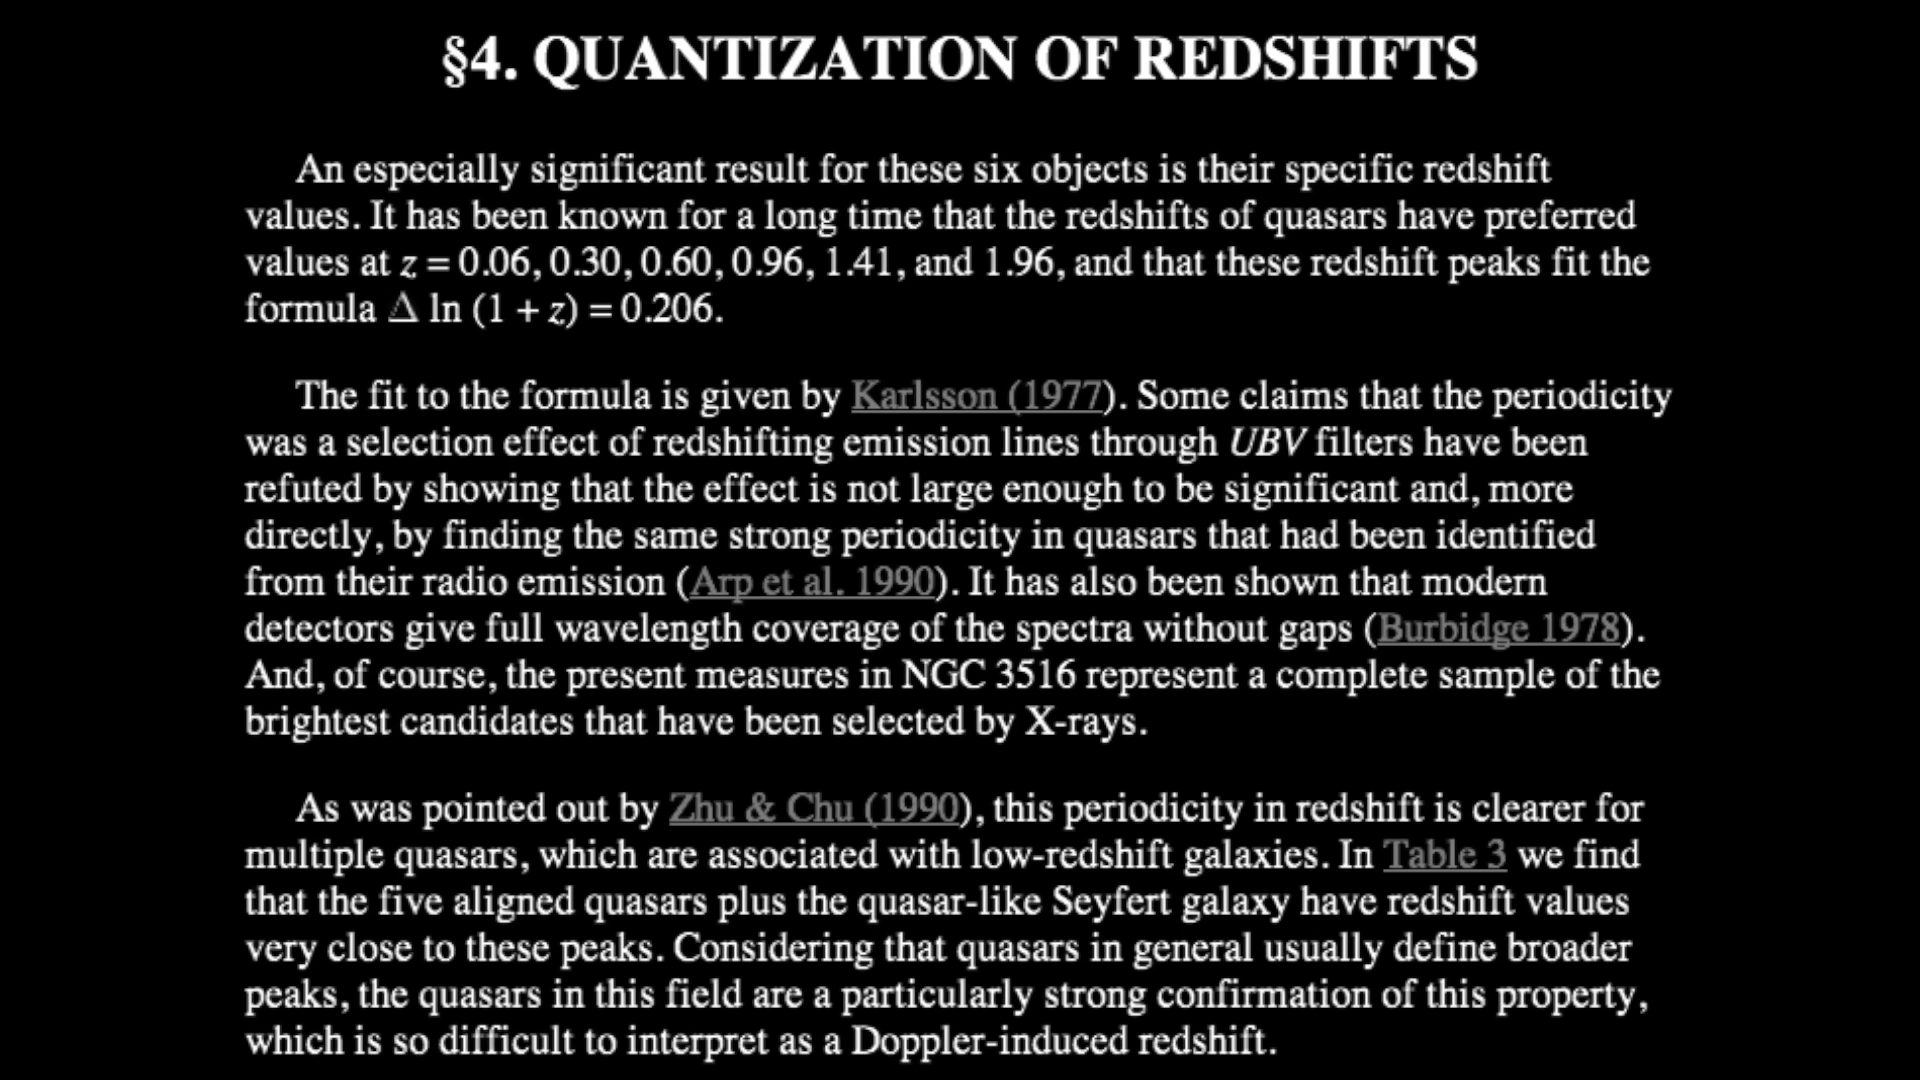 §4. QUANTIZATION OF REDSHIFTS
An especially significant result for these six objects is their specific redshift
values. It has been known for a long time that the redshifts of quasars have preferred
values at z = 0.06, 0.30, 0.60, 0.96, 1.41, and 1.96, and that these redshift peaks fit the
formula Δ ln (1 + z) = 0.206.
The fit to the formula is given by Karlsson (1977). Some claims that the periodicity
was a selection effect of redshifting emission lines through UBV filters have been
refuted by showing that the effect is not large enough to be significant and, more
directly, by finding the same strong periodicity in quasars that had been identified
from their radio emission (Arp et al. 1990). It has also been shown that modern
detectors give full wavelength coverage of the spectra without gaps (Burbidge 1978).
And, of course, the present measures in NGC 3516 represent a complete sample of the
brightest candidates that have been selected by X-rays.
As was pointed out by Zhu & Chu (1990), this periodicity in redshift is clearer for
multiple quasars, which are associated with low-redshift galaxies. In Table 3 we find
that the five aligned quasars plus the quasar-like Seyfert galaxy have redshift values
very close to these peaks. Considering that quasars in general usually define broader
peaks, the quasars in this field are a particularly strong confirmation of this property,
which is so difficult to interpret as a Doppler-induced redshift.